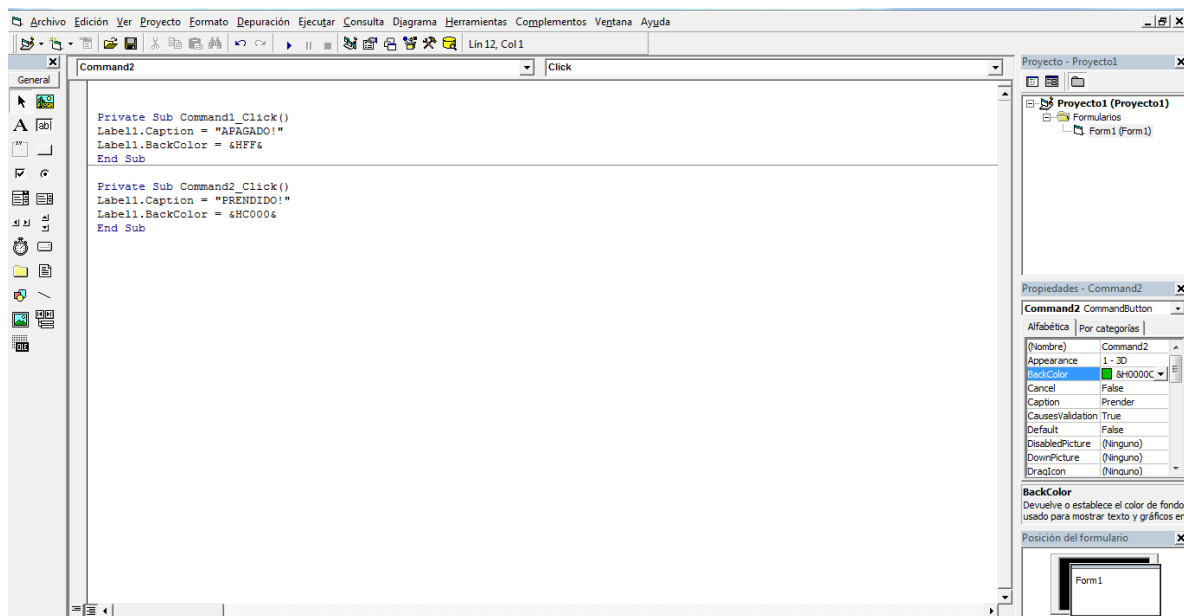 Archivo Edición Ver Proyecto Formato Depuración Ejecutar Consulta Diagrama Herramientas Complementos Ventana Ayuda
Lín 12, Col 1
General
Command2
Click
Private Sub Command1_Click()
Label1.Caption = "APAGADO!"
Label1.BackColor = &HFF&
End Sub
Private Sub Command2_Click()
Label1.Caption = "PRENDIDO!"
Label1.BackColor = &HC000&
End Sub
Proyecto - Proyecto1
Proyecto1 (Proyecto1)
Formularios
Form1 (Form1)
Propiedades - Command2
Command2 CommandButton
Alfabética Por categorías
(Nombre) Command2
Appearance 1 - 3D
BackColor &H0000C
Cancel False
Caption Prender
CausesValidation True
Default False
DisabledPicture (Ninguno)
DownPicture (Ninguno)
DragIcon (Ninguno)
BackColor
Devuelve o establece el color de fondo
usado para mostrar texto y gráficos en
Posición del formulario
Form1